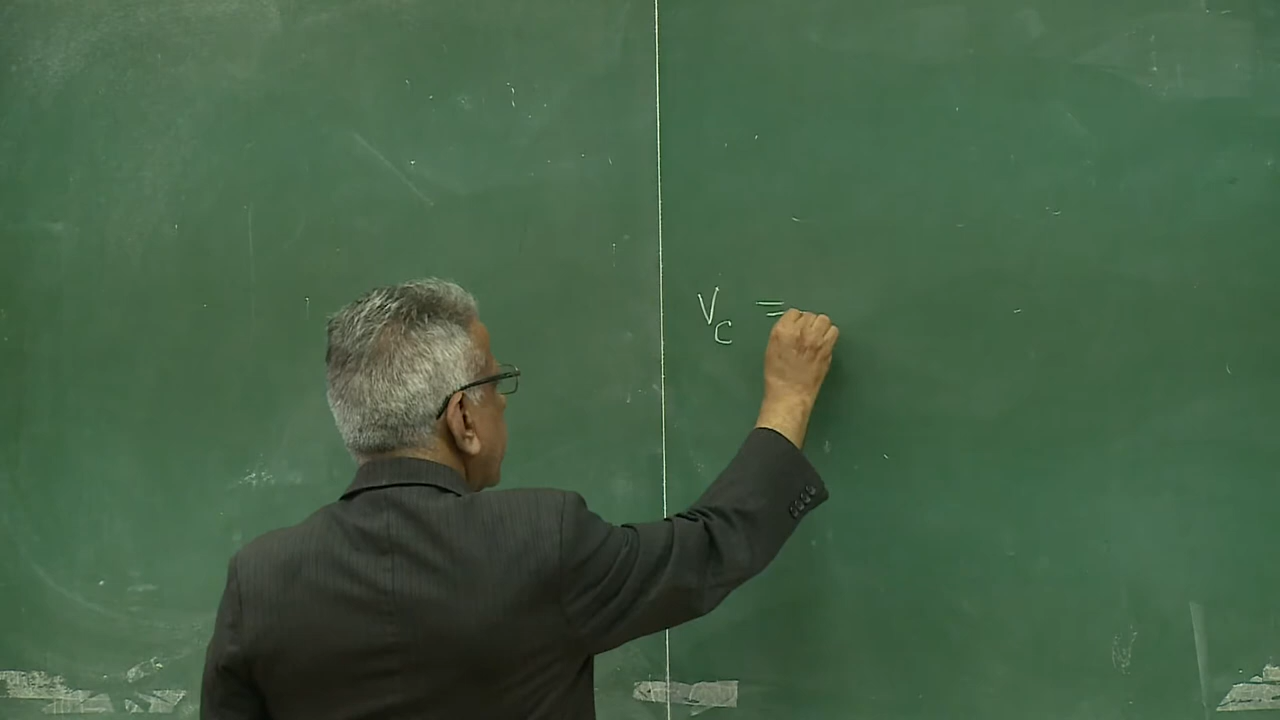 V_C =